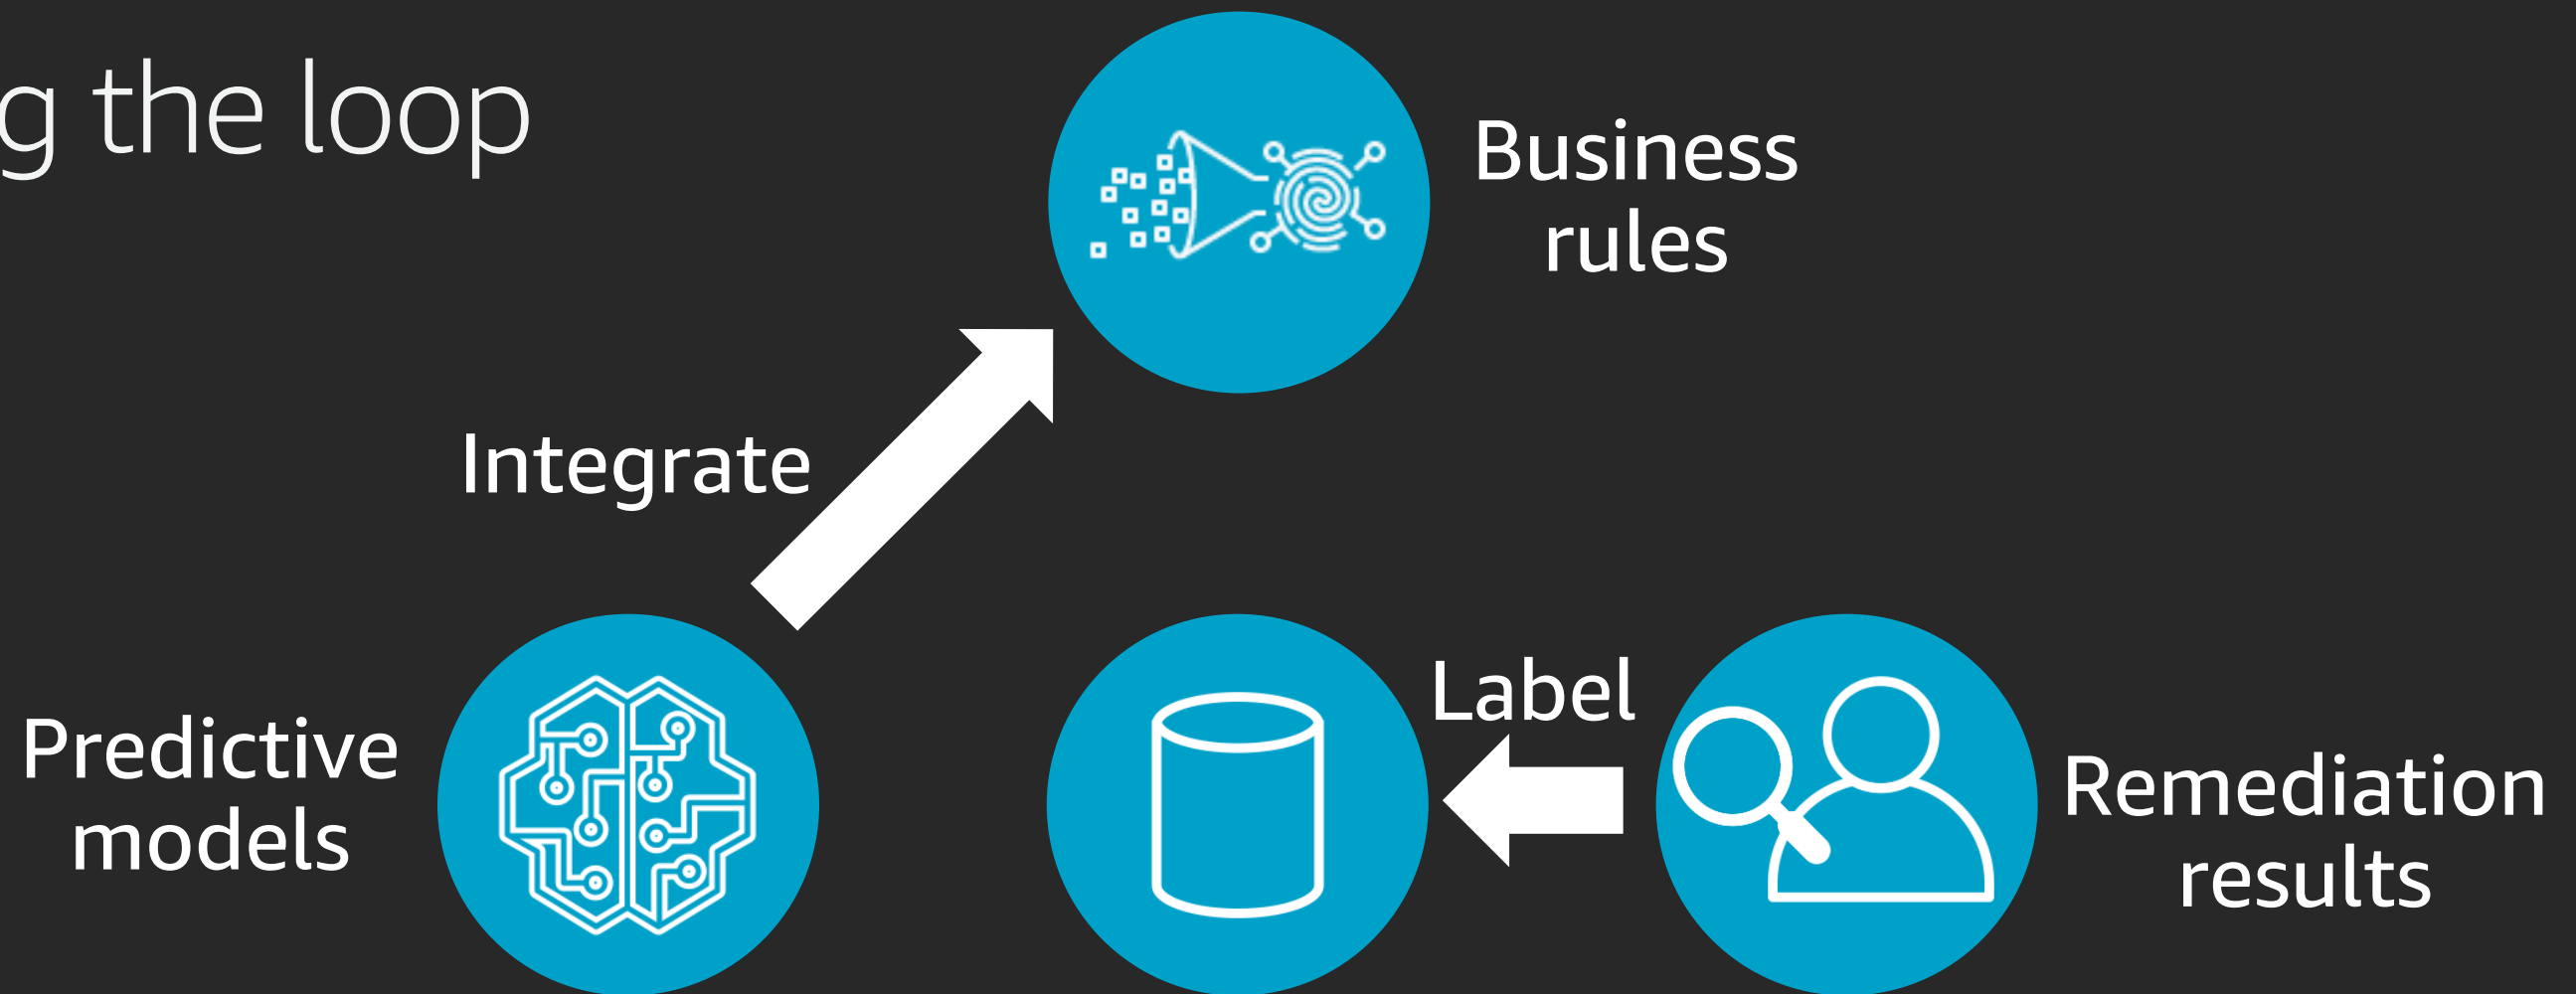 g the loop
Business
rules
Integrate
Label
Predictive
models
Remediation
results